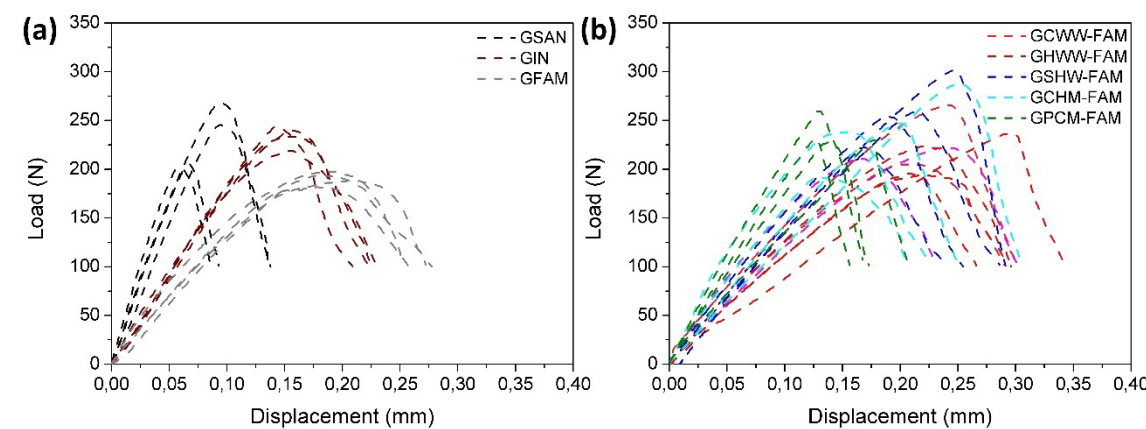 (a)
350
300
250
200
150
100
50
0
Load (N)
GSAN
GIN
GFAM
0,00 0,05 0,10 0,15 0,20 0,25 0,30 0,35 0,40
Displacement (mm)
(b)
350
300
250
200
150
100
50
0
Load (N)
GCWW-FAM
GHWW-FAM
GSHW-FAM
GCHM-FAM
GPCM-FAM
0,00 0,05 0,10 0,15 0,20 0,25 0,30 0,35 0,40
Displacement (mm)